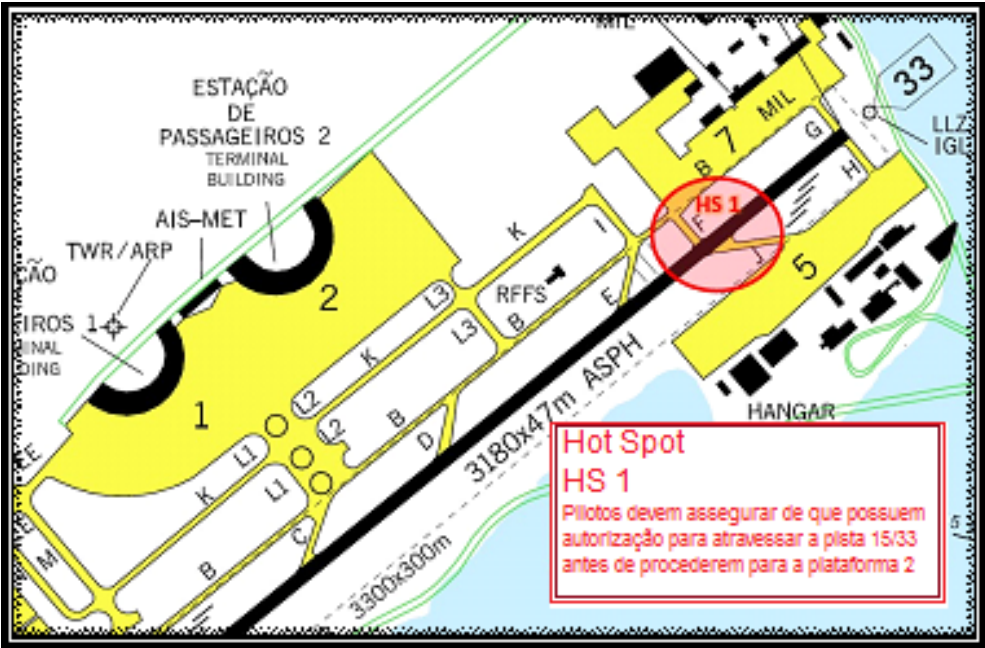 MIL
33
ESTAÇÃO
DE
PASSAGEIROS 2
TERMINAL
BUILDING
LLZ
IGL
7
MIL
G
H
B
HS 1
F
J
5
AIS-MET
TWR/ARP
ÇÃO
EIROS 1
INAL
DING
K
I
RFFS
E
B
2
L3
L3
K
L2
L2
B
D
1
3180x47m ASPH
HANGAR
L1
K
L1
C
EE
M
B
3300x300m
Hot Spot
HS 1
Pilotos devem assegurar de que possuem
autorização para atravessar a pista 15/33
antes de procederem para a plataforma 2
5